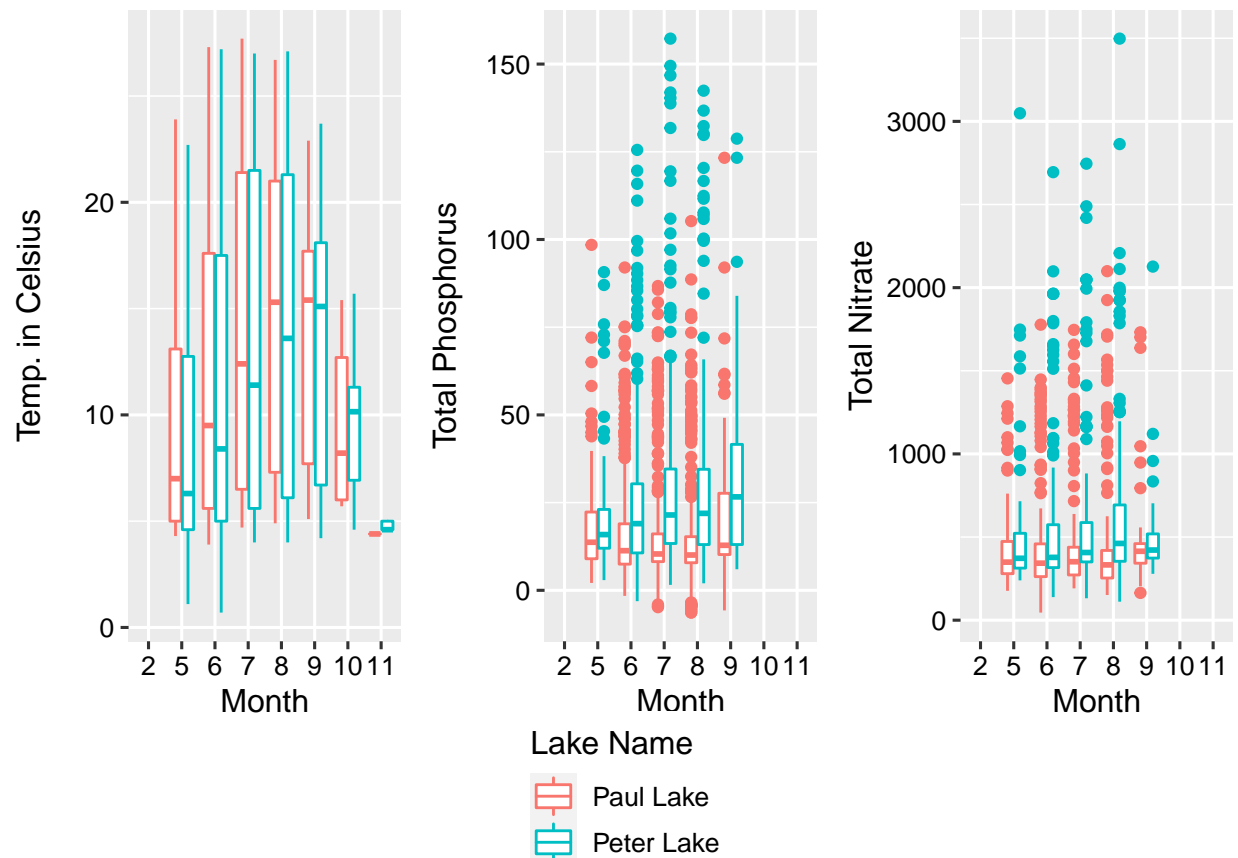 Temp. in Celsius
20
10
0
2 5 6 7 8 9 10 11
Month
Total Phosphorus
150
100
50
0
2 5 6 7 8 9 10 11
Month
Total Nitrate
3000
2000
1000
0
2 5 6 7 8 9 10 11
Month
Lake Name
Paul Lake
Peter Lake